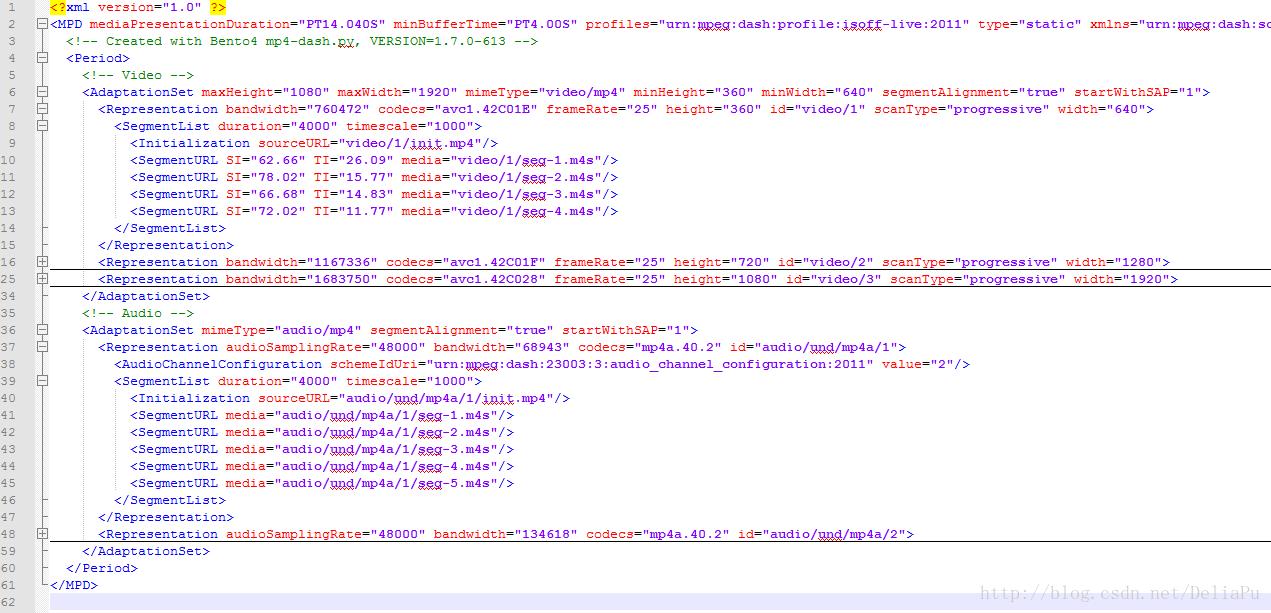 1 <?xml version="1.0" ?>
2 <MPD mediaPresentationDuration="PT14.040S" minBufferTime="PT4.00S" profiles="urn:mpeg:dash:profile:isoff-live:2011" type="static" xmlns="urn:mpeg:dash:sc
3 <!-- Created with Bento4 mp4-dash.py, VERSION=1.7.0-613 -->
4 <Period>
5 <!-- Video -->
6 <AdaptationSet maxHeight="1080" maxWidth="1920" mimeType="video/mp4" minHeight="360" minWidth="640" segmentAlignment="true" startWithSAP="1">
7 <Representation bandwidth="760472" codecs="avc1.42C01E" frameRate="25" height="360" id="video/1" scanType="progressive" width="640">
8 <SegmentList duration="4000" timescale="1000">
9 <Initialization sourceURL="video/1/init.mp4"/>
10 <SegmentURL SI="62.66" TI="26.09" media="video/1/seg-1.m4s"/>
11 <SegmentURL SI="78.02" TI="15.77" media="video/1/seg-2.m4s"/>
12 <SegmentURL SI="66.68" TI="14.83" media="video/1/seg-3.m4s"/>
13 <SegmentURL SI="72.02" TI="11.77" media="video/1/seg-4.m4s"/>
14 </SegmentList>
15 </Representation>
16 <Representation bandwidth="1167336" codecs="avc1.42C01F" frameRate="25" height="720" id="video/2" scanType="progressive" width="1280">
25 <Representation bandwidth="1683750" codecs="avc1.42C028" frameRate="25" height="1080" id="video/3" scanType="progressive" width="1920">
34 </AdaptationSet>
35 <!-- Audio -->
36 <AdaptationSet mimeType="audio/mp4" segmentAlignment="true" startWithSAP="1">
37 <Representation audioSamplingRate="48000" bandwidth="68943" codecs="mp4a.40.2" id="audio/und/mp4a/1">
38 <AudioChannelConfiguration schemeIdUri="urn:mpeg:dash:23003:3:audio_channel_configuration:2011" value="2"/>
39 <SegmentList duration="4000" timescale="1000">
40 <Initialization sourceURL="audio/und/mp4a/1/init.mp4"/>
41 <SegmentURL media="audio/und/mp4a/1/seg-1.m4s"/>
42 <SegmentURL media="audio/und/mp4a/1/seg-2.m4s"/>
43 <SegmentURL media="audio/und/mp4a/1/seg-3.m4s"/>
44 <SegmentURL media="audio/und/mp4a/1/seg-4.m4s"/>
45 <SegmentURL media="audio/und/mp4a/1/seg-5.m4s"/>
46 </SegmentList>
47 </Representation>
48 <Representation audioSamplingRate="48000" bandwidth="134618" codecs="mp4a.40.2" id="audio/und/mp4a/2">
59 </AdaptationSet>
60 </Period>
61 </MPD>
http://blog.csdn.net/DeliaPu
62